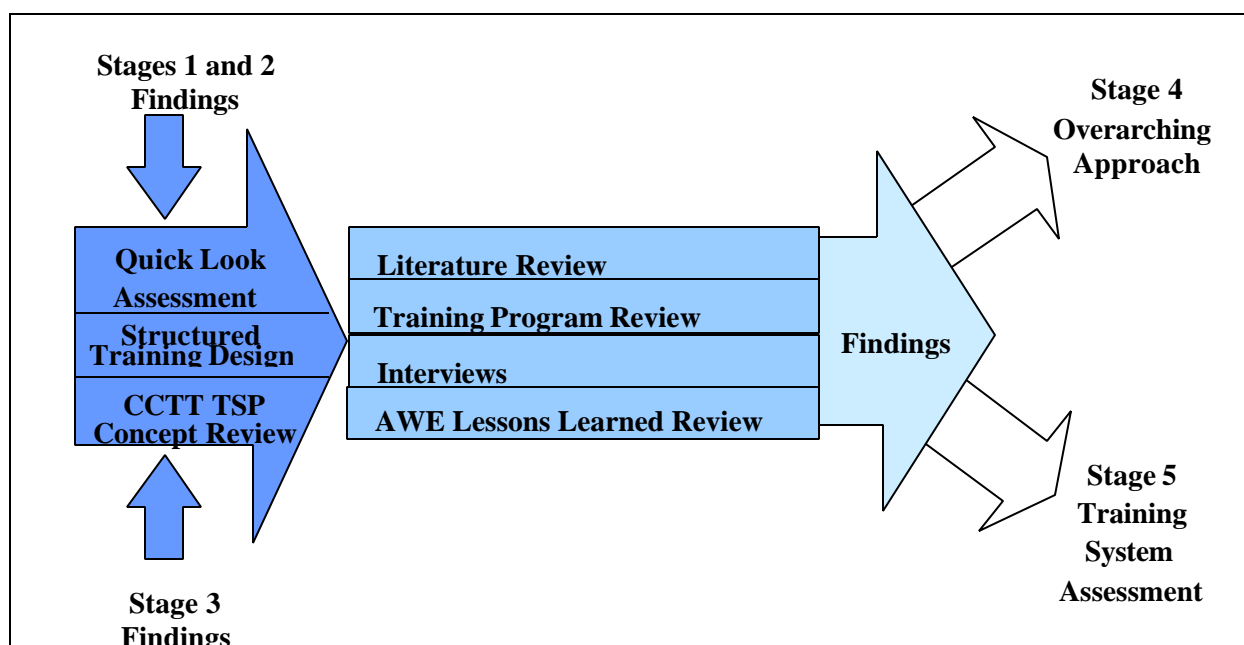 Stages 1 and 2
Findings
Quick Look
Assessment
Structured
Training Design
CCTT TSP
Concept Review
Stage 3
Findings
Literature Review
Training Program Review
Interviews
AWE Lessons Learned Review
Findings
Stage 4
Overarching
Approach
Stage 5
Training
System
Assessment